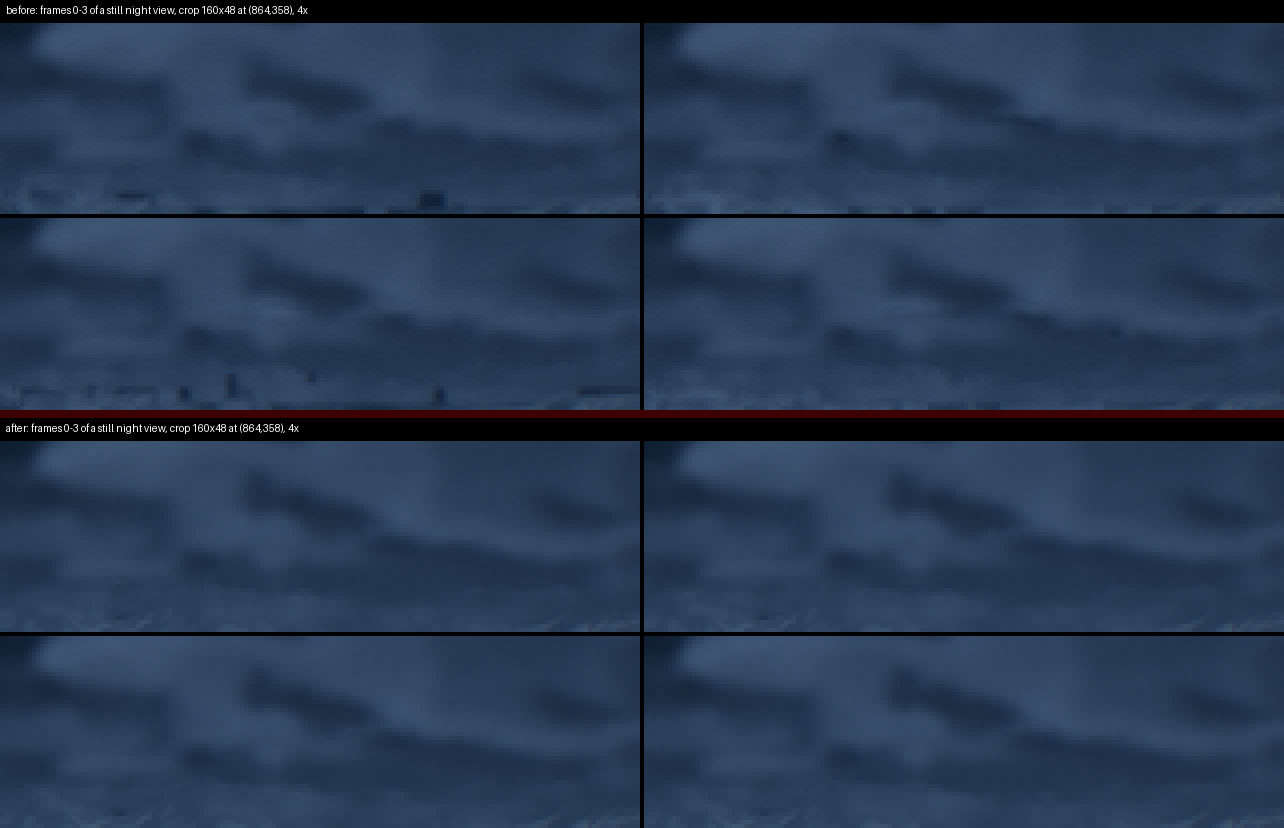 before: frames 0-3 of a still night view, crop 160x48 at (864,358), 4x
after: frames 0-3 of a still night view, crop 160x48 at (864,358), 4x